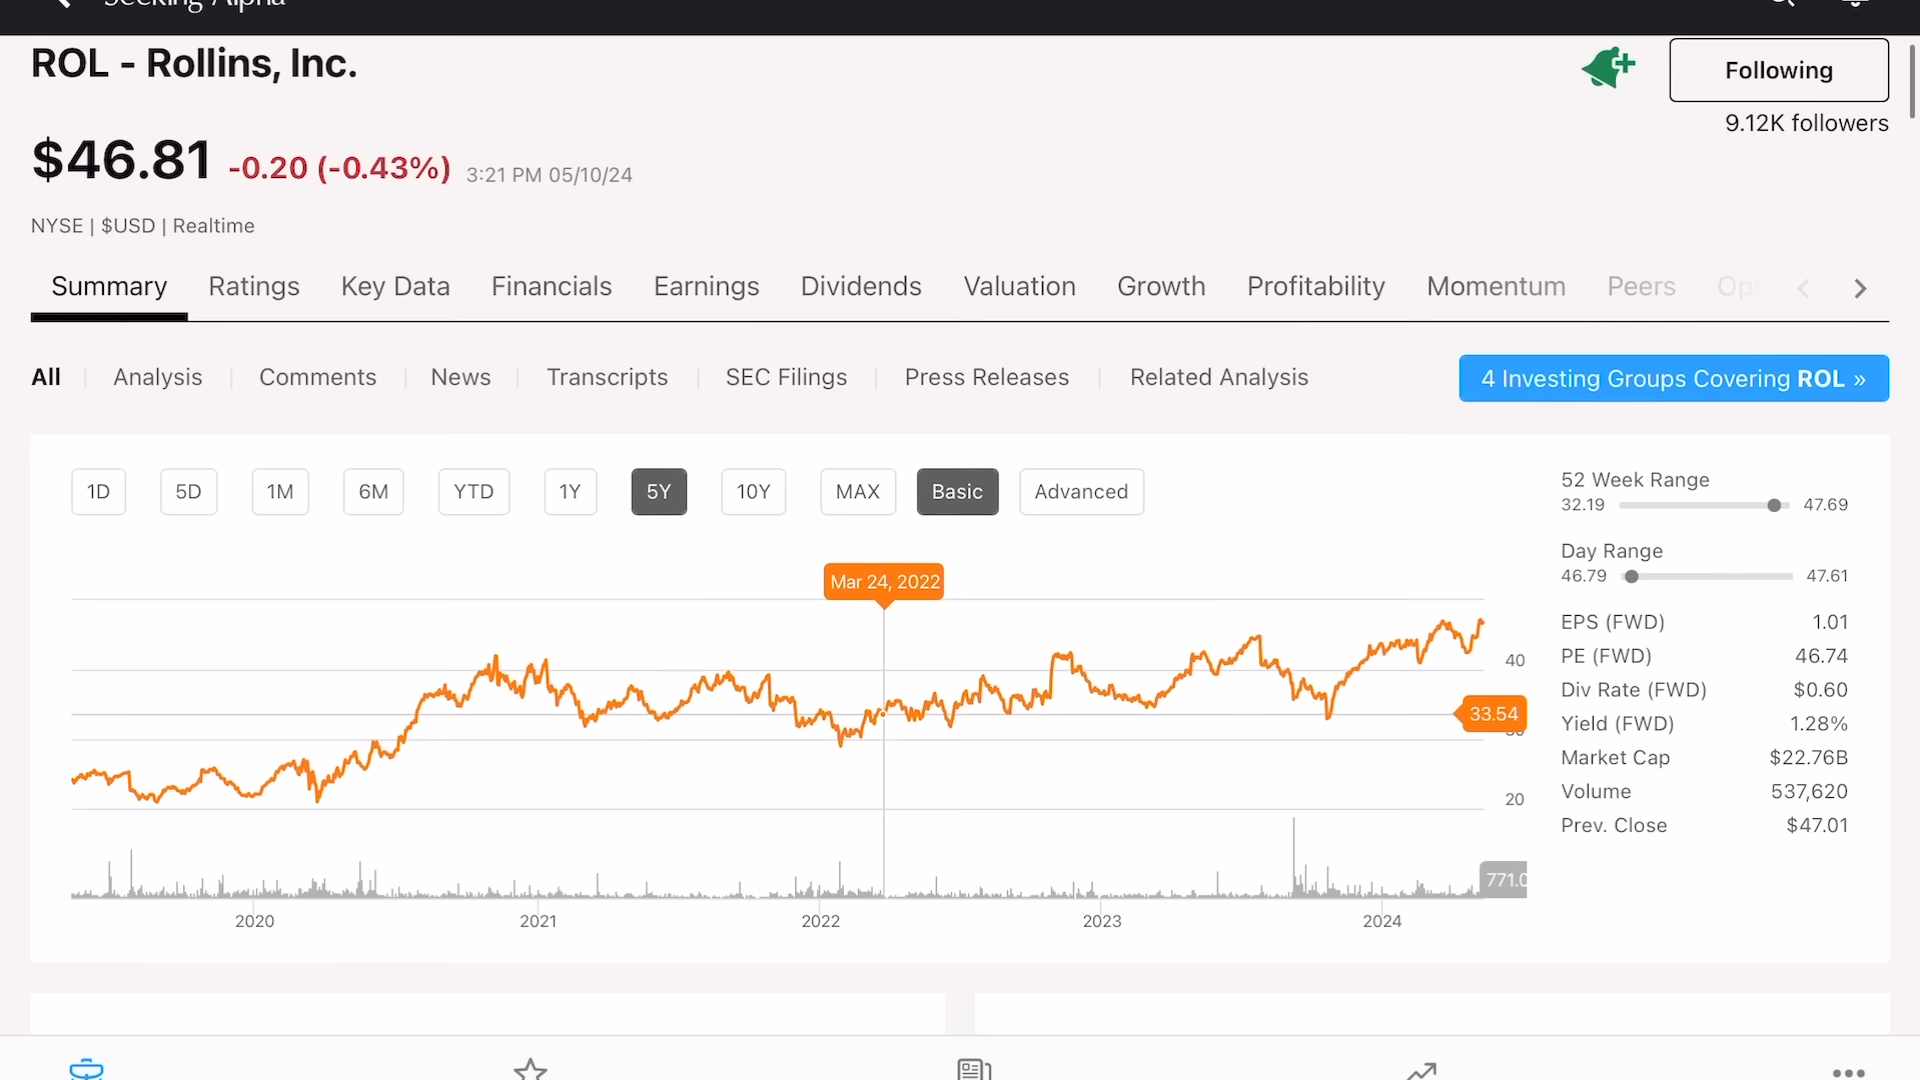 Seeking Alpha
ROL - Rollins, Inc.
Following
9.12K followers
$46.81 -0.20 (-0.43%) 3:21 PM 05/10/24
NYSE | $USD | Realtime
Summary Ratings Key Data Financials Earnings Dividends Valuation Growth Profitability Momentum Peers
All Analysis Comments News Transcripts SEC Filings Press Releases Related Analysis
4 Investing Groups Covering ROL »
1D 5D 1M 6M YTD 1Y 5Y 10Y MAX Basic Advanced
Mar 24, 2022
40
33.54
20
771.0
2020 2021 2022 2023 2024
52 Week Range
32.19 47.69
Day Range
46.79 47.61
EPS (FWD) 1.01
PE (FWD) 46.74
Div Rate (FWD) $0.60
Yield (FWD) 1.28%
Market Cap $22.76B
Volume 537,620
Prev. Close $47.01